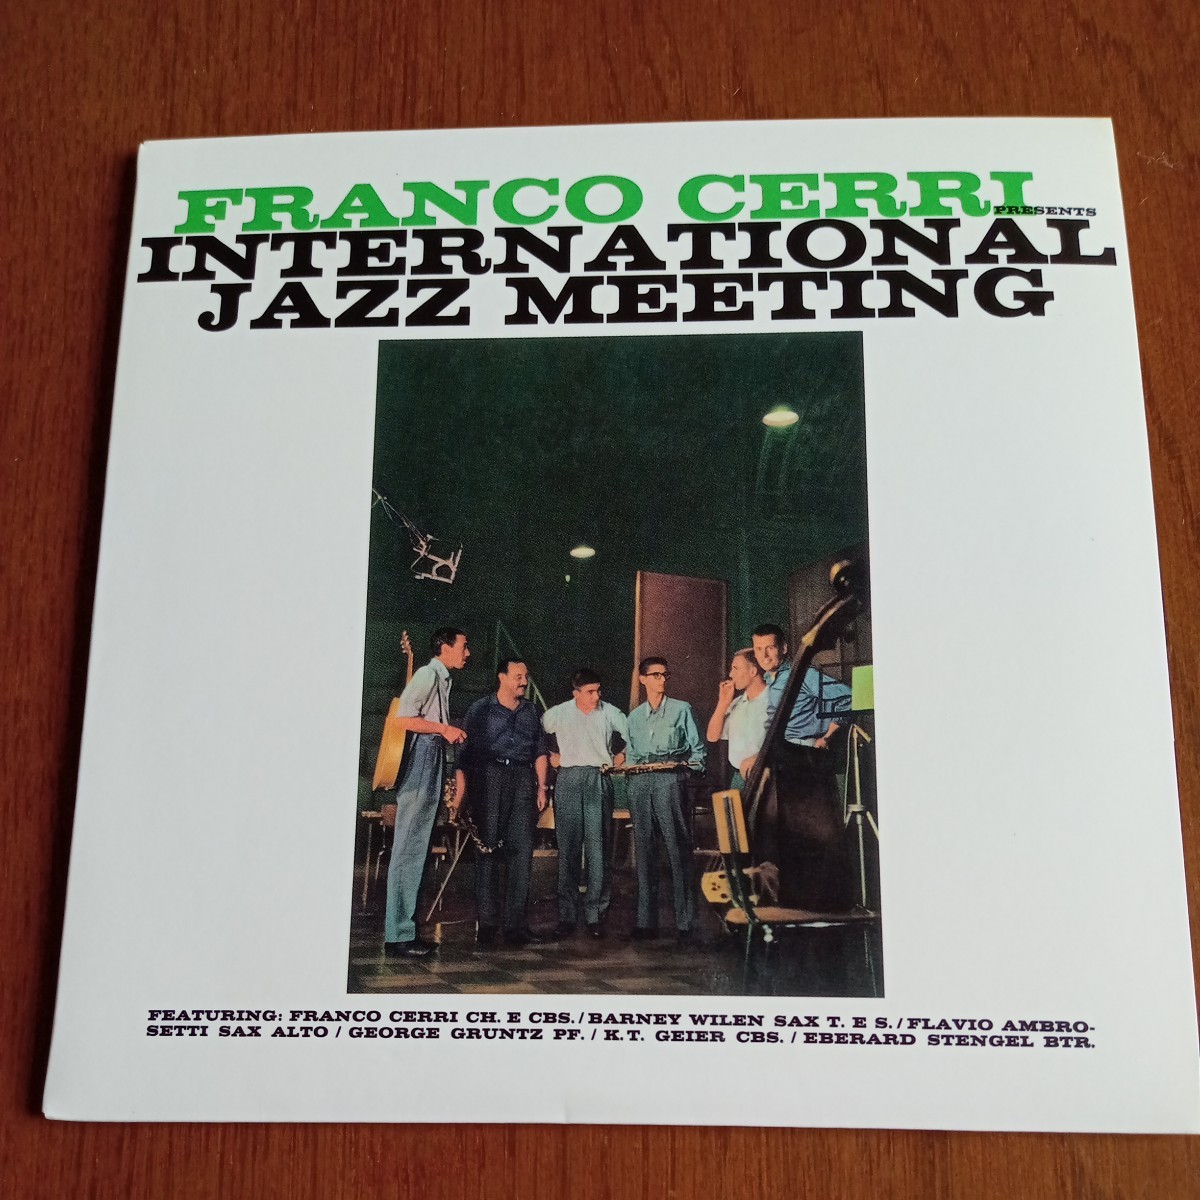 FRANCO CERRI
PRESENTS
INTERNATIONAL
JAZZ MEETING
FEATURING: FRANCO CERRI CH. E CBS. / BARNEY WILEN SAX T. E S. / FLAVIO AMBRO-
SETTI SAX ALTO / GEORGE GRUNTZ PF. / K.T. GEIER CBS. / EBERARD STENGEL BTR.